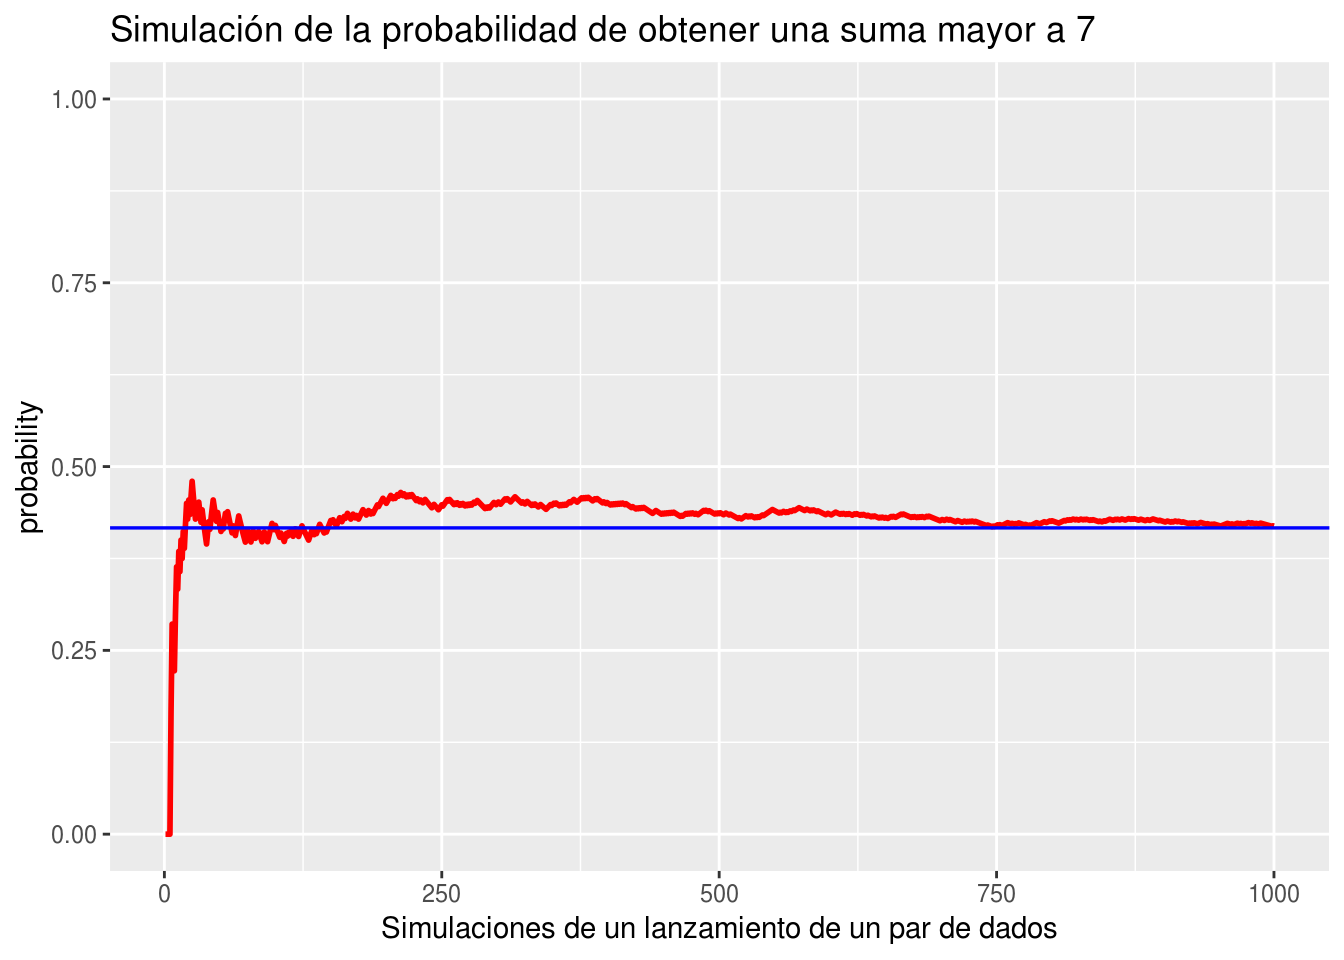 Simulación de la probabilidad de obtener una suma mayor a 7
probability
1.00
0.75
0.50
0.25
0.00
0 250 500 750 1000
Simulaciones de un lanzamiento de un par de dados